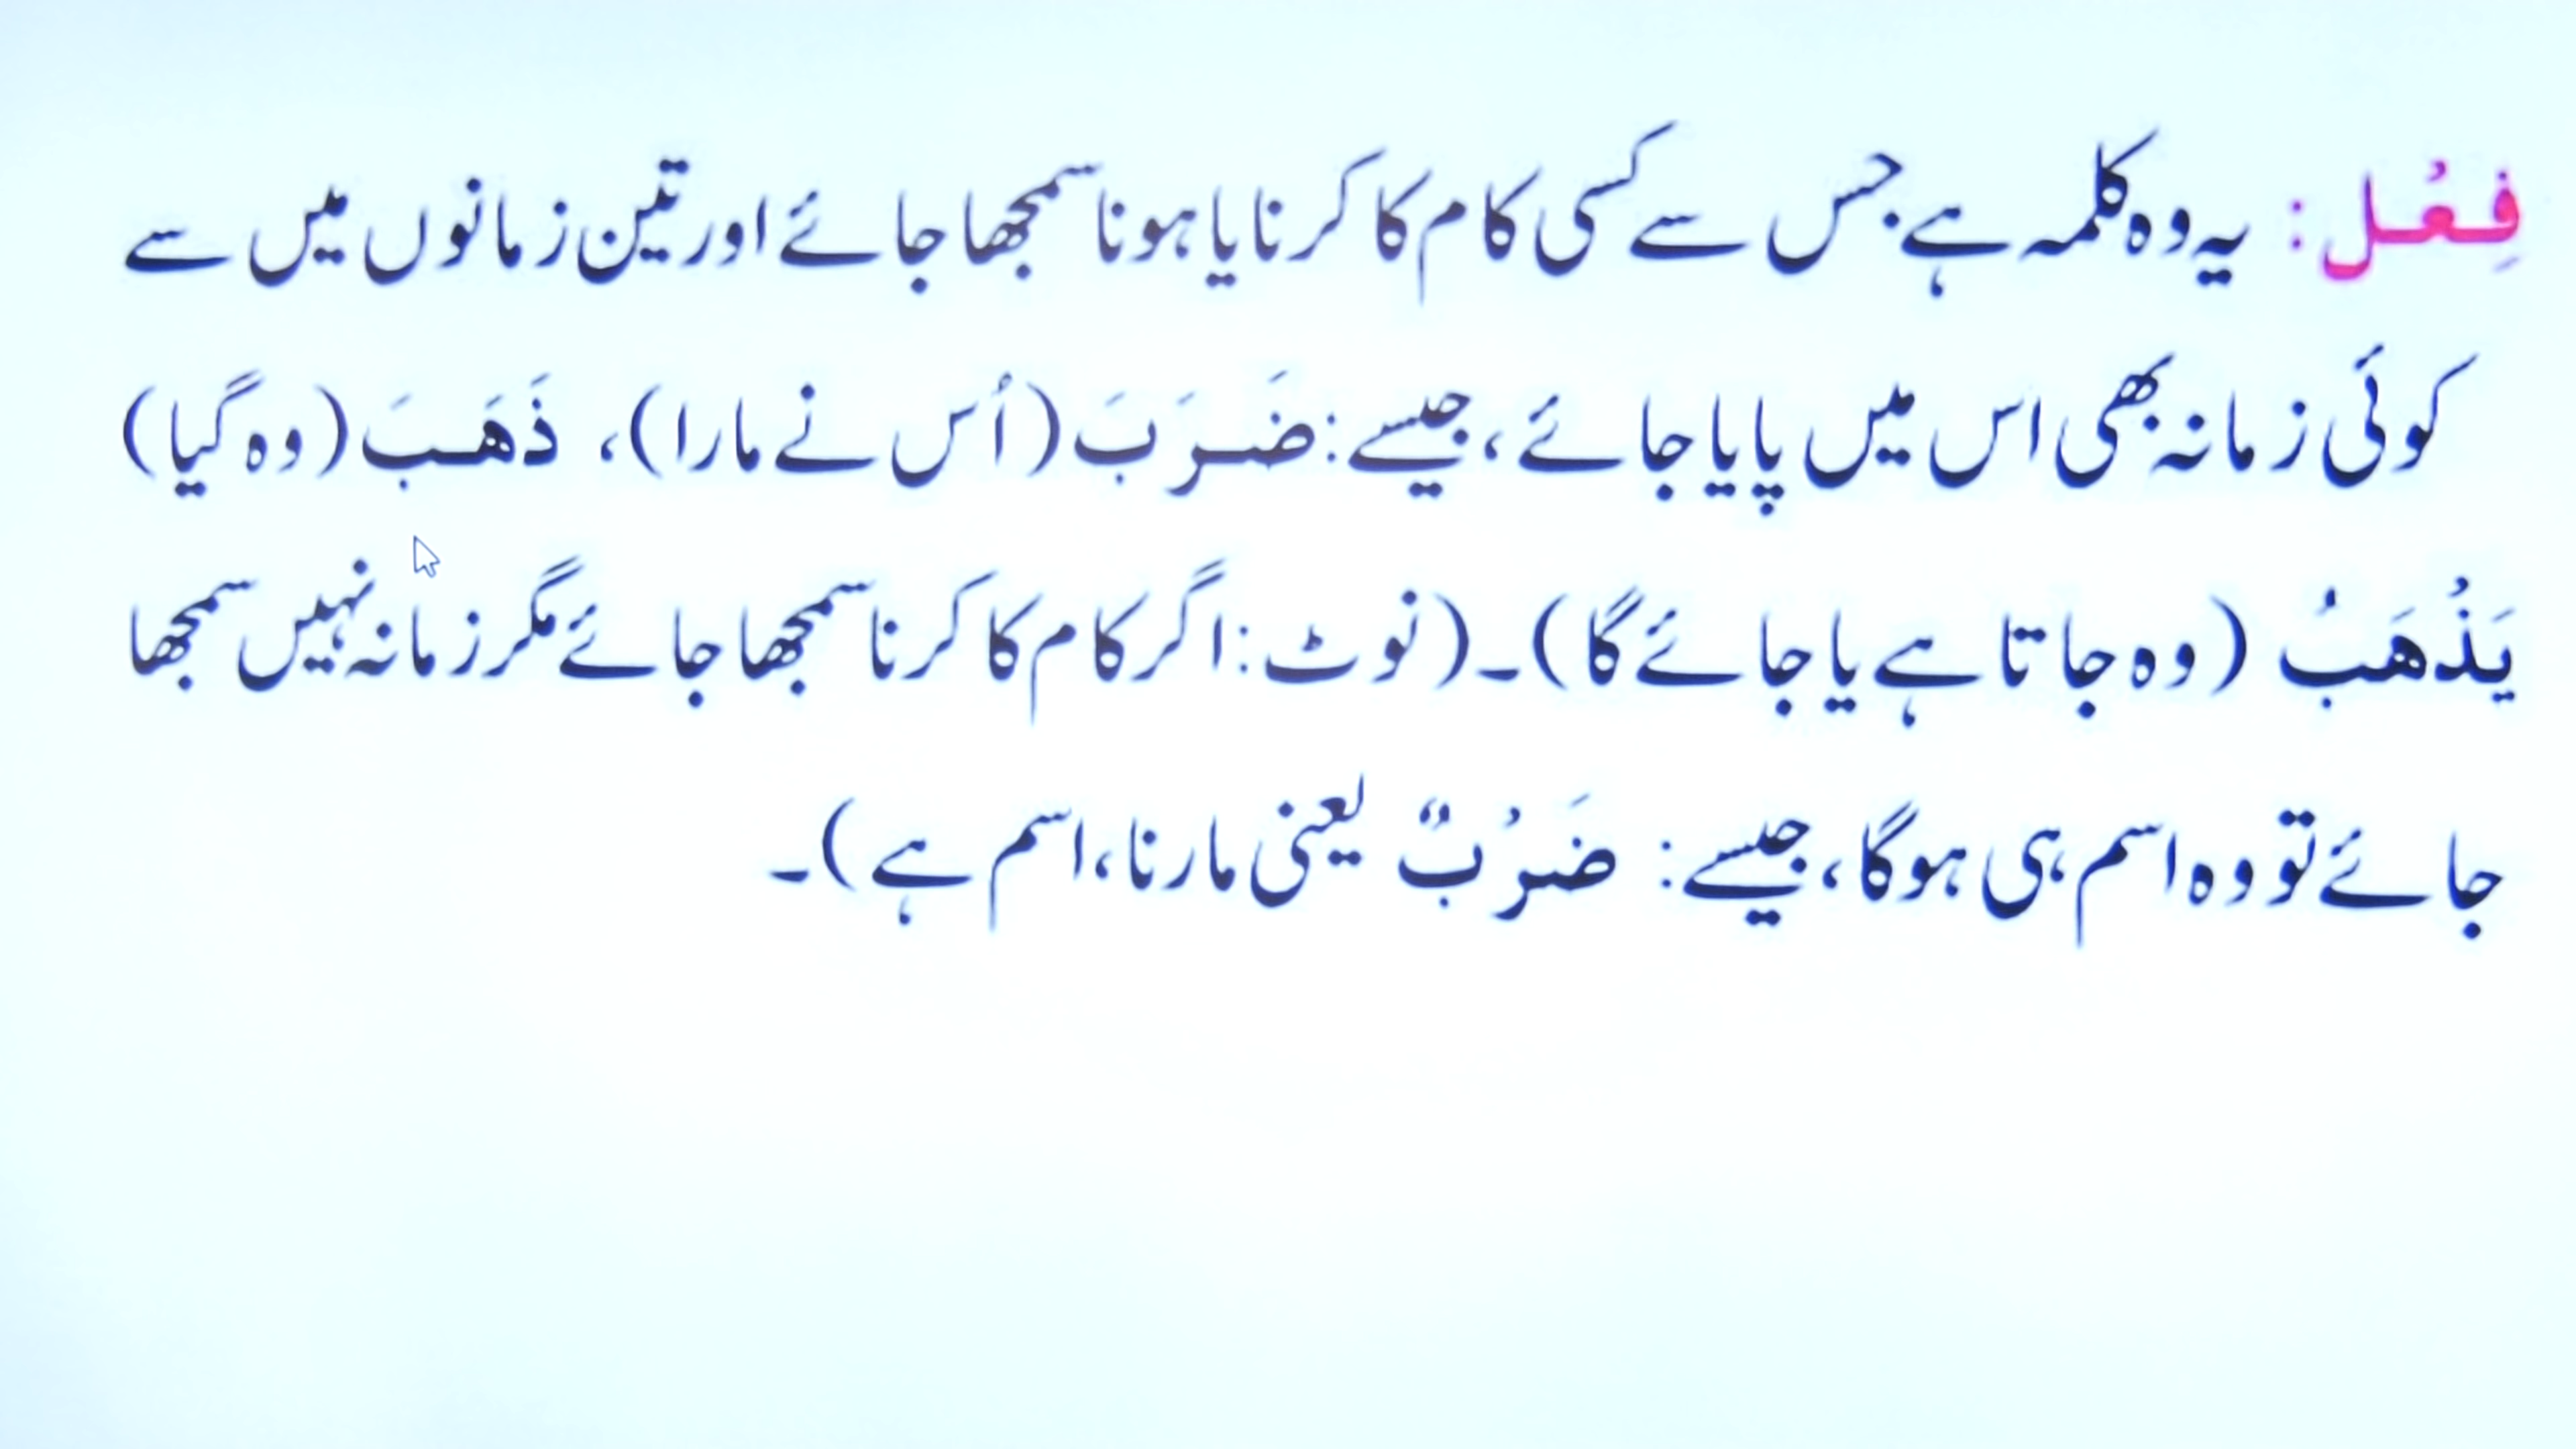 فِعْل: یہ وہ کلمہ ہے جس سے کسی کام کا کرنا یا ہونا سمجھا جائے اور تین زمانوں میں سے
کوئی زمانہ بھی اس میں پایا جائے، جیسے: ضَرَبَ (اُس نے مارا)، ذَهَبَ (وہ گیا)
يَذْهَبُ (وہ جاتا ہے یا جائے گا)۔ (نوٹ: اگر کام کا کرنا سمجھا جائے مگر زمانہ نہیں سمجھا
جائے تو وہ اسم ہی ہوگا، جیسے: ضَرْبٌ یعنی مارنا، اسم ہے)۔